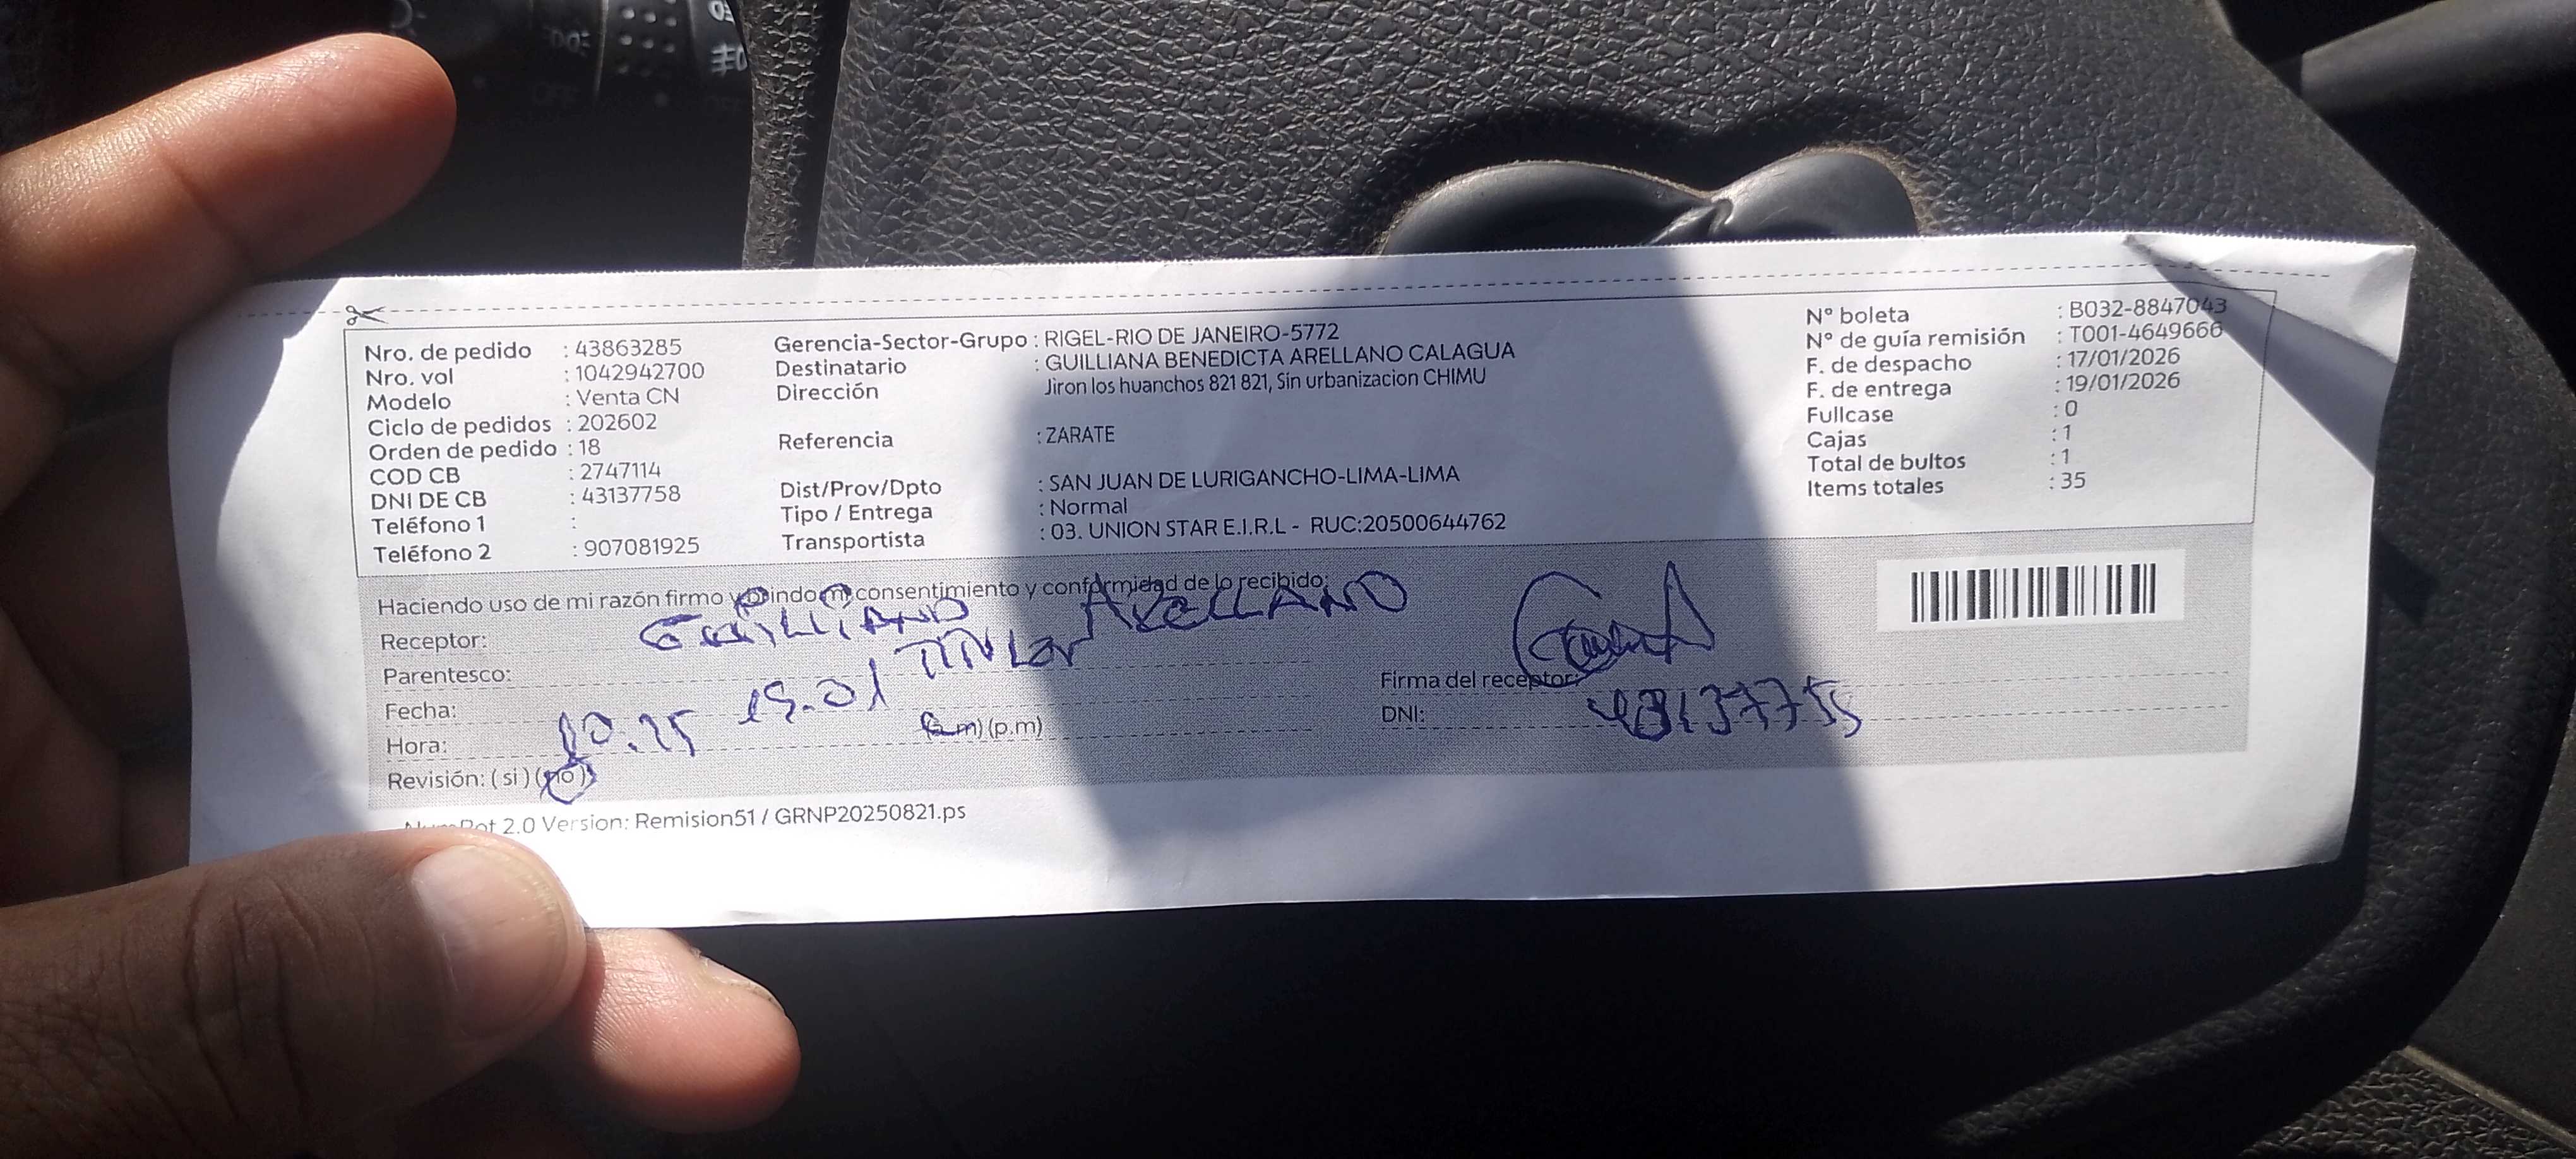 Nro. de pedido : 43863285
Nro. vol : 1042942700
Modelo : Venta CN
Ciclo de pedidos : 202602
Orden de pedido : 18
COD CB : 2747114
DNI DE CB : 43137758
Teléfono 1 :
Teléfono 2 : 907081925
Gerencia-Sector-Grupo : RIGEL-RIO DE JANEIRO-5772
Destinatario : GUILLIANA BENEDICTA ARELLANO CALAGUA
Dirección Jiron los huanchos 821 821, Sin urbanizacion CHIMU
Referencia : ZARATE
Dist/Prov/Dpto : SAN JUAN DE LURIGANCHO-LIMA-LIMA
Tipo / Entrega : Normal
Transportista : 03. UNION STAR E.I.R.L - RUC:20500644762
N° boleta : B032-8847043
N° de guía remisión : T001-4649666
F. de despacho : 17/01/2026
F. de entrega : 19/01/2026
Fullcase : 0
Cajas : 1
Total de bultos : 1
Items totales : 35
Haciendo uso de mi razón firmo y brindo mi consentimiento y conformidad de lo recibido:
Receptor: ARELLANO
Parentesco: Titular
Fecha: 19.01
Hora: (a.m) (p.m)
Revisión: (si) (no)
Firma del receptor:
DNI:
2.0 Version: Remision51 / GRNP20250821.ps